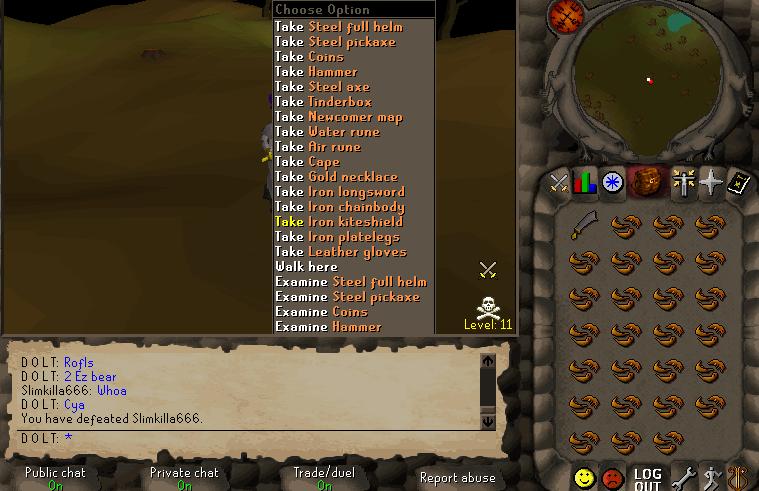 Choose Option
Take Steel full helm
Take Steel pickaxe
Take Coins
Take Hammer
Take Steel axe
Take Tinderbox
Take Newcomer map
Take Water rune
Take Air rune
Take Cape
Take Gold necklace
Take Iron longsword
Take Iron chainbody
Take Iron kiteshield
Take Iron platelegs
Take Leather gloves
Walk here
Examine Steel full helm
Examine Steel pickaxe
Examine Coins
Examine Hammer
Level: 11
D O L T: Rofls
D O L T: 2 Ez bear
Slimkilla666: Whoa
D O L T: Cya
You have defeated Slimkilla666.
D O L T: *
Public chat
On
Private chat
On
Trade/duel
On
Report abuse
LOG
OUT